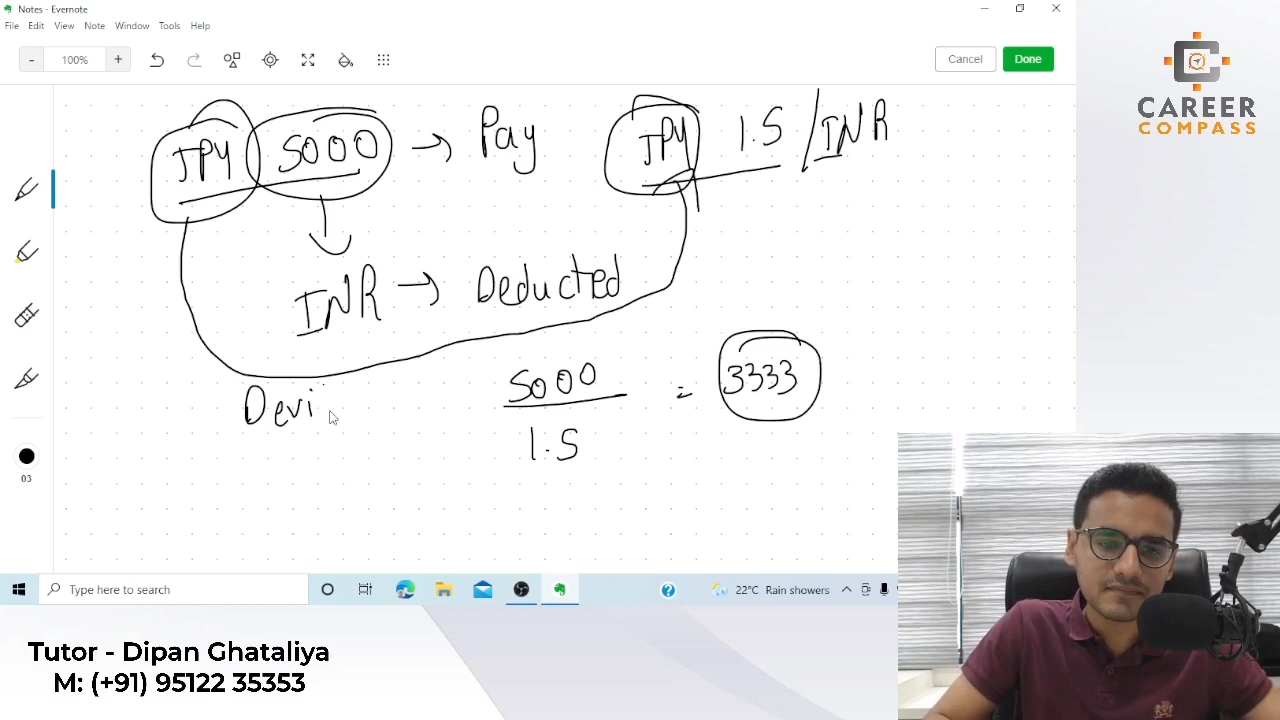 Notes - Evernote
File Edit View Note Window Tools Help
- 100% +
Cancel Done
CAREER
COMPASS
JPY 5000 → Pay JPY 1.5 / INR
INR → Deducted
5000 = 3333
Devi
1.5
03
Type here to search
22°C Rain showers
Tutor - Dipan Ghataliya
M: (+91) 95122 35353